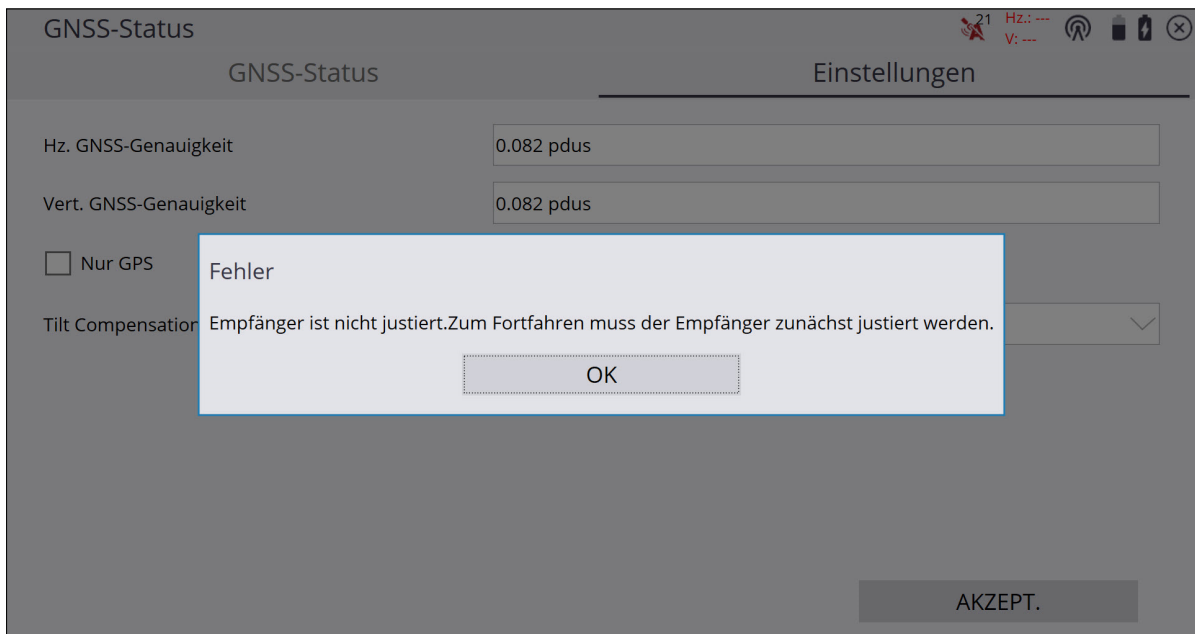 GNSS-Status
21
Hz.: ---
V: ---
GNSS-Status
Einstellungen
Hz. GNSS-Genauigkeit
0.082 pdus
Vert. GNSS-Genauigkeit
0.082 pdus
Nur GPS
Fehler
Tilt Compensation
Empfänger ist nicht justiert.Zum Fortfahren muss der Empfänger zunächst justiert werden.
OK
AKZEPT.